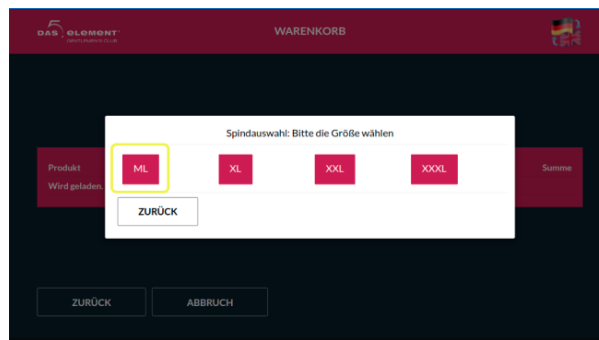 DAS 5 ELEMENT
WARENKORB
Spindauswahl: Bitte die Größe wählen
Produkt
ML
XL
XXL
XXXL
Summe
Wird geladen.
ZURÜCK
ZURÜCK
ABBRUCH